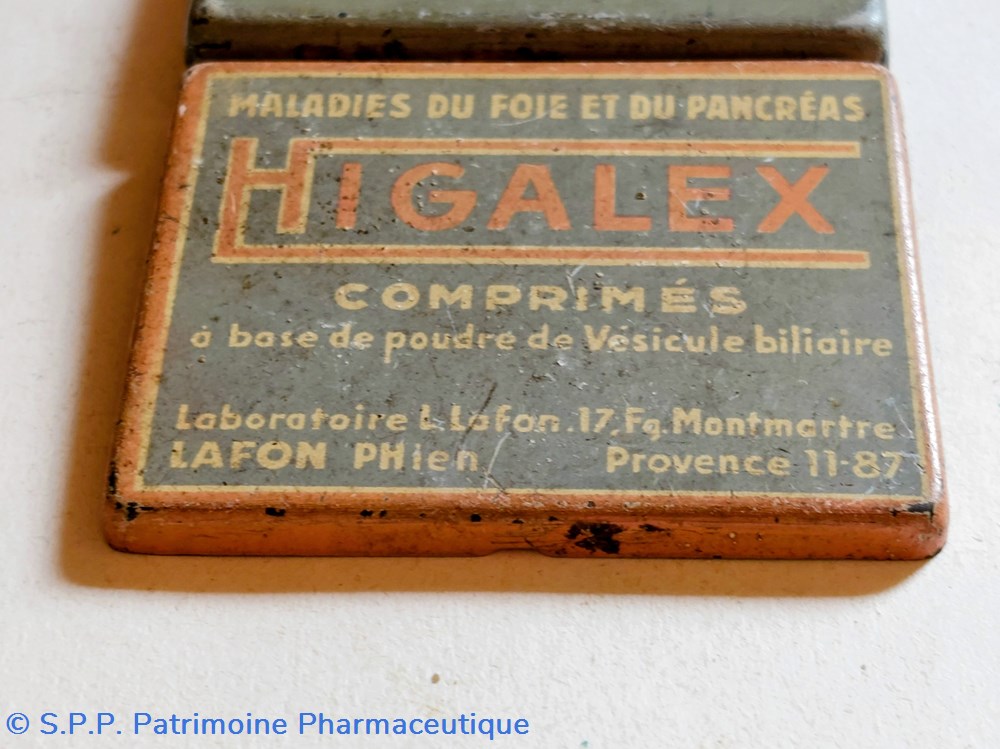 MALADIES DU FOIE ET DU PANCRÉAS
HIGALEX
COMPRIMÉS
à base de poudre de Vésicule biliaire
Laboratoire L. Lafon. 17, Fg. Montmartre
LAFON PHien Provence 11-87
© S.P.P. Patrimoine Pharmaceutique